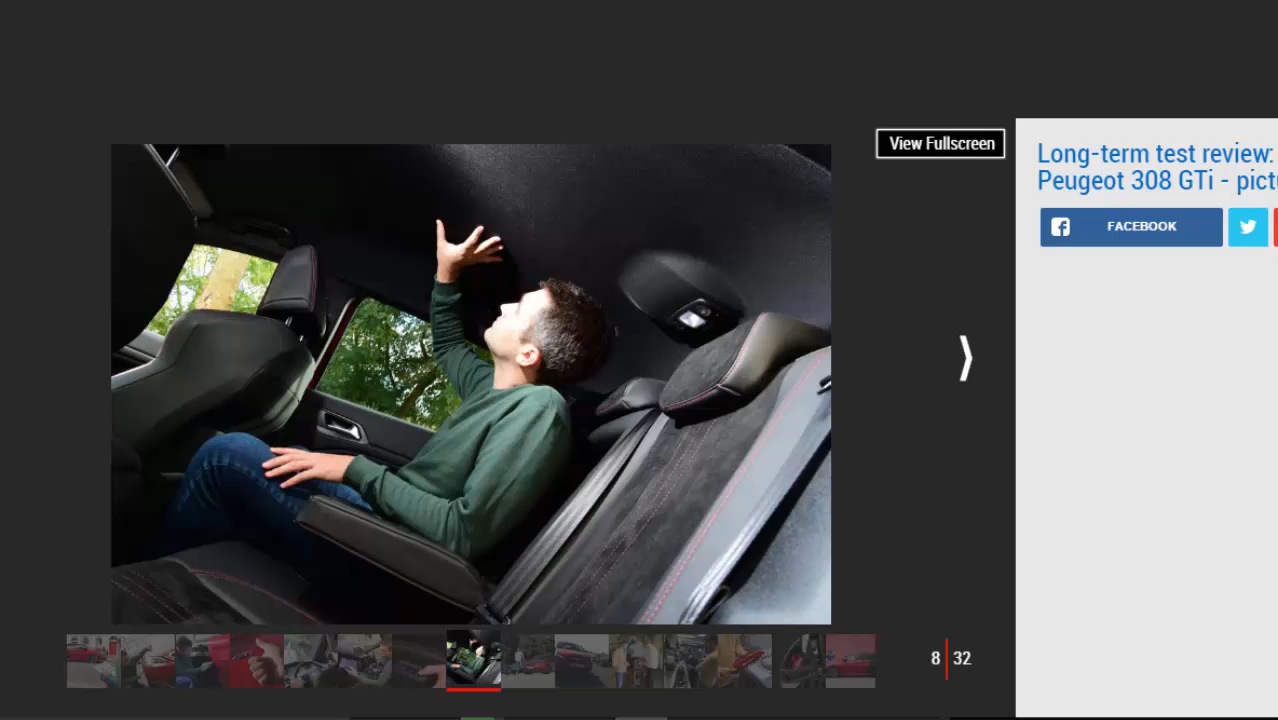 View Fullscreen
Long-term test review:
Peugeot 308 GTi - pict
FACEBOOK
8 32